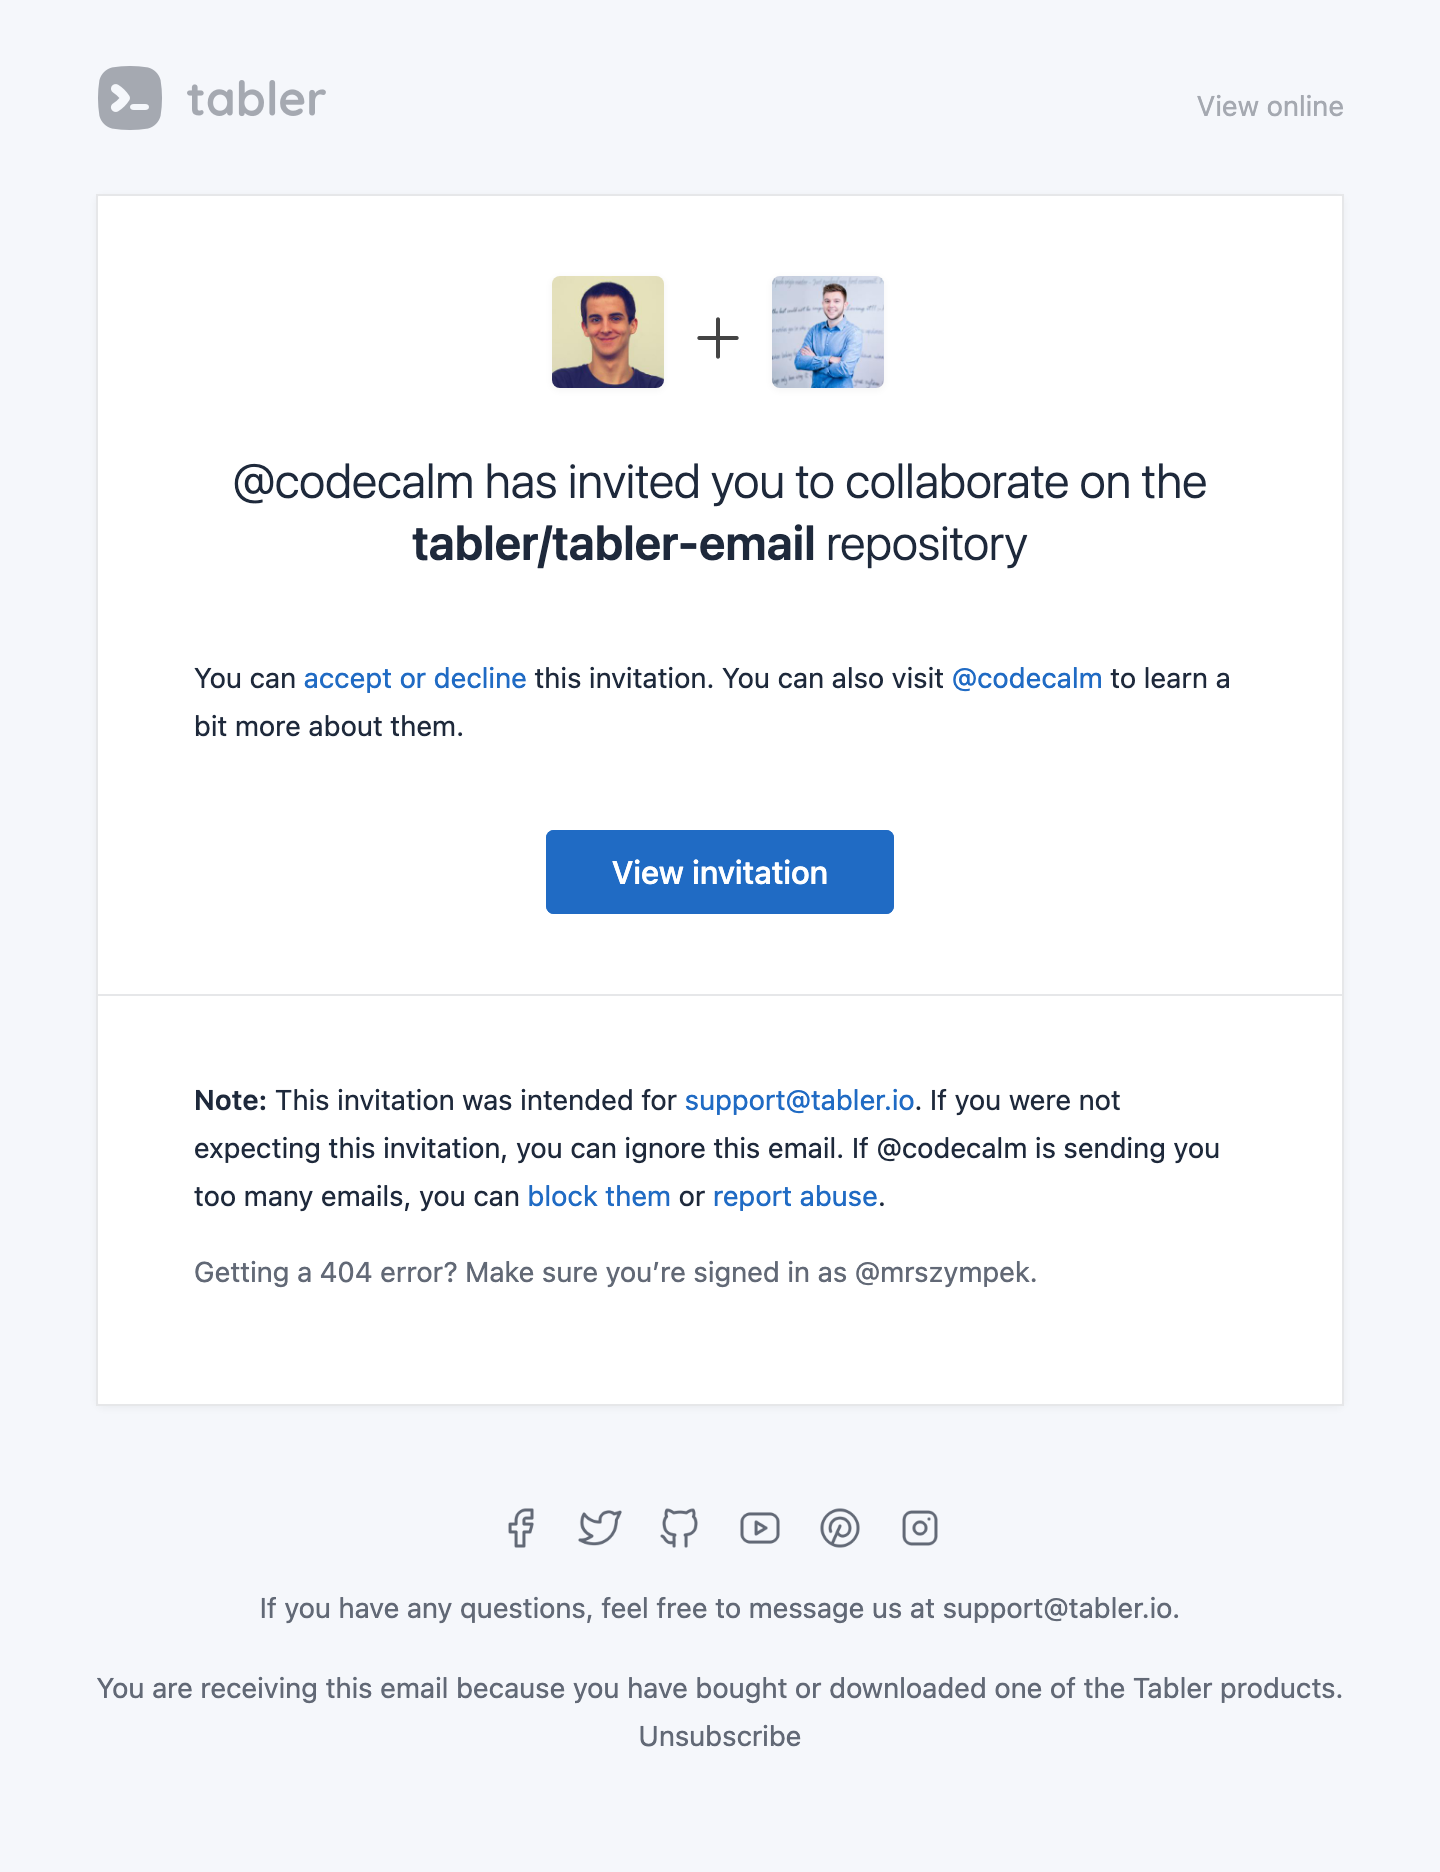 tabler
View online
@codecalm has invited you to collaborate on the
tabler/tabler-email repository
You can accept or decline this invitation. You can also visit @codecalm to learn a
bit more about them.
View invitation
Note: This invitation was intended for support@tabler.io. If you were not
expecting this invitation, you can ignore this email. If @codecalm is sending you
too many emails, you can block them or report abuse.
Getting a 404 error? Make sure you’re signed in as @mrszympek.
If you have any questions, feel free to message us at support@tabler.io.
You are receiving this email because you have bought or downloaded one of the Tabler products.
Unsubscribe